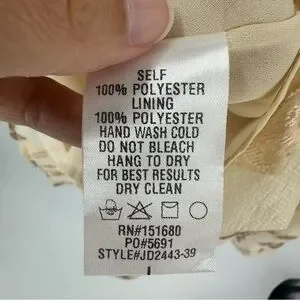 SELF
100% POLYESTER
LINING
100% POLYESTER
HAND WASH COLD
DO NOT BLEACH
HANG TO DRY
FOR BEST RESULTS
DRY CLEAN
RN#151680
PO#5691
STYLE#JD2443-39